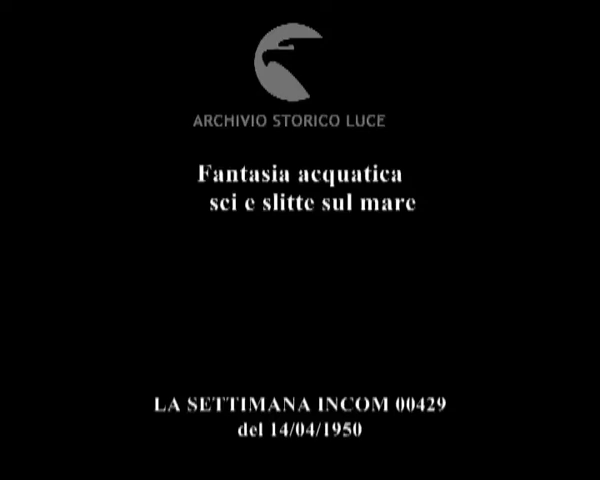 ARCHIVIO STORICO LUCE
Fantasia acquatica
sci e slitte sul mare
LA SETTIMANA INCOM 00429
del 14/04/1950